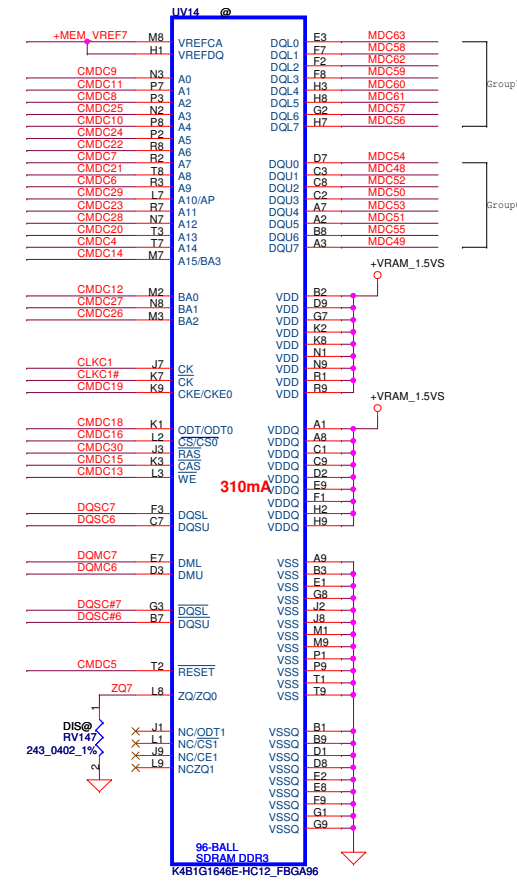 UV14 @
+MEM_VREF7 M8 VREFCA
H1 VREFDQ
CMDC9 N3 A0
CMDC11 P7 A1
CMDC8 P3 A2
CMDC25 N2 A3
CMDC10 P8 A4
CMDC24 P2 A5
CMDC22 R8 A6
CMDC7 R2 A7
CMDC21 T8 A8
CMDC6 R3 A9
CMDC29 L7 A10/AP
CMDC23 R7 A11
CMDC28 N7 A12
CMDC20 T3 A13
CMDC4 T7 A14
CMDC14 M7 A15/BA3
CMDC12 M2 BA0
CMDC27 N8 BA1
CMDC26 M3 BA2
CLKC1 J7 CK
CLKC1# K7 CK
CMDC19 K9 CKE/CKE0
CMDC18 K1 ODT/ODT0
CMDC16 L2 CS/CS0
CMDC30 J3 RAS
CMDC15 K3 CAS
CMDC13 L3 WE
310mA
DQSC7 F3 DQSL
DQSC6 C7 DQSU
DQMC7 E7 DML
DQMC6 D3 DMU
DQSC#7 G3 DQSL
DQSC#6 B7 DQSU
CMDC5 T2 RESET
ZQ7 L8 ZQ/ZQ0
1
DIS@
RV147
243_0402_1%
2
J1 NC/ODT1
L1 NC/CS1
J9 NC/CE1
L9 NCZQ1
DQL0 E3 MDC63
DQL1 F7 MDC58
DQL2 F2 MDC62
DQL3 F8 MDC59
DQL4 H3 MDC60
DQL5 H8 MDC61
DQL6 G2 MDC57
DQL7 H7 MDC56
Group
DQU0 D7 MDC54
DQU1 C3 MDC48
DQU2 C8 MDC52
DQU3 C2 MDC50
DQU4 A7 MDC53
DQU5 A2 MDC51
DQU6 B8 MDC55
DQU7 A3 MDC49
Group
+VRAM_1.5VS
VDD B2
VDD D9
VDD G7
VDD K2
VDD K8
VDD N1
VDD N9
VDD R1
VDD R9
+VRAM_1.5VS
VDDQ A1
VDDQ A8
VDDQ C1
VDDQ C9
VDDQ D2
VDDQ E9
VDDQ F1
VDDQ H2
VDDQ H9
VSS A9
VSS B3
VSS E1
VSS G8
VSS J2
VSS J8
VSS M1
VSS M9
VSS P1
VSS P9
VSS T1
VSS T9
VSSQ B1
VSSQ B9
VSSQ D1
VSSQ D8
VSSQ E2
VSSQ E8
VSSQ F9
VSSQ G1
VSSQ G9
96-BALL
SDRAM DDR3
K4B1G1646E-HC12_FBGA96